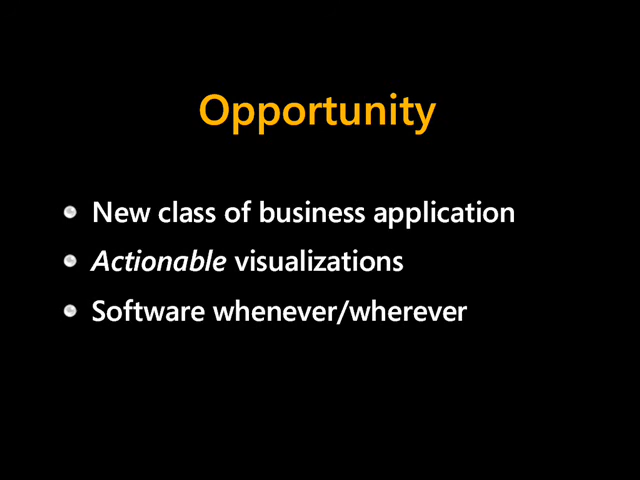 Opportunity
New class of business application
Actionable visualizations
Software whenever/wherever